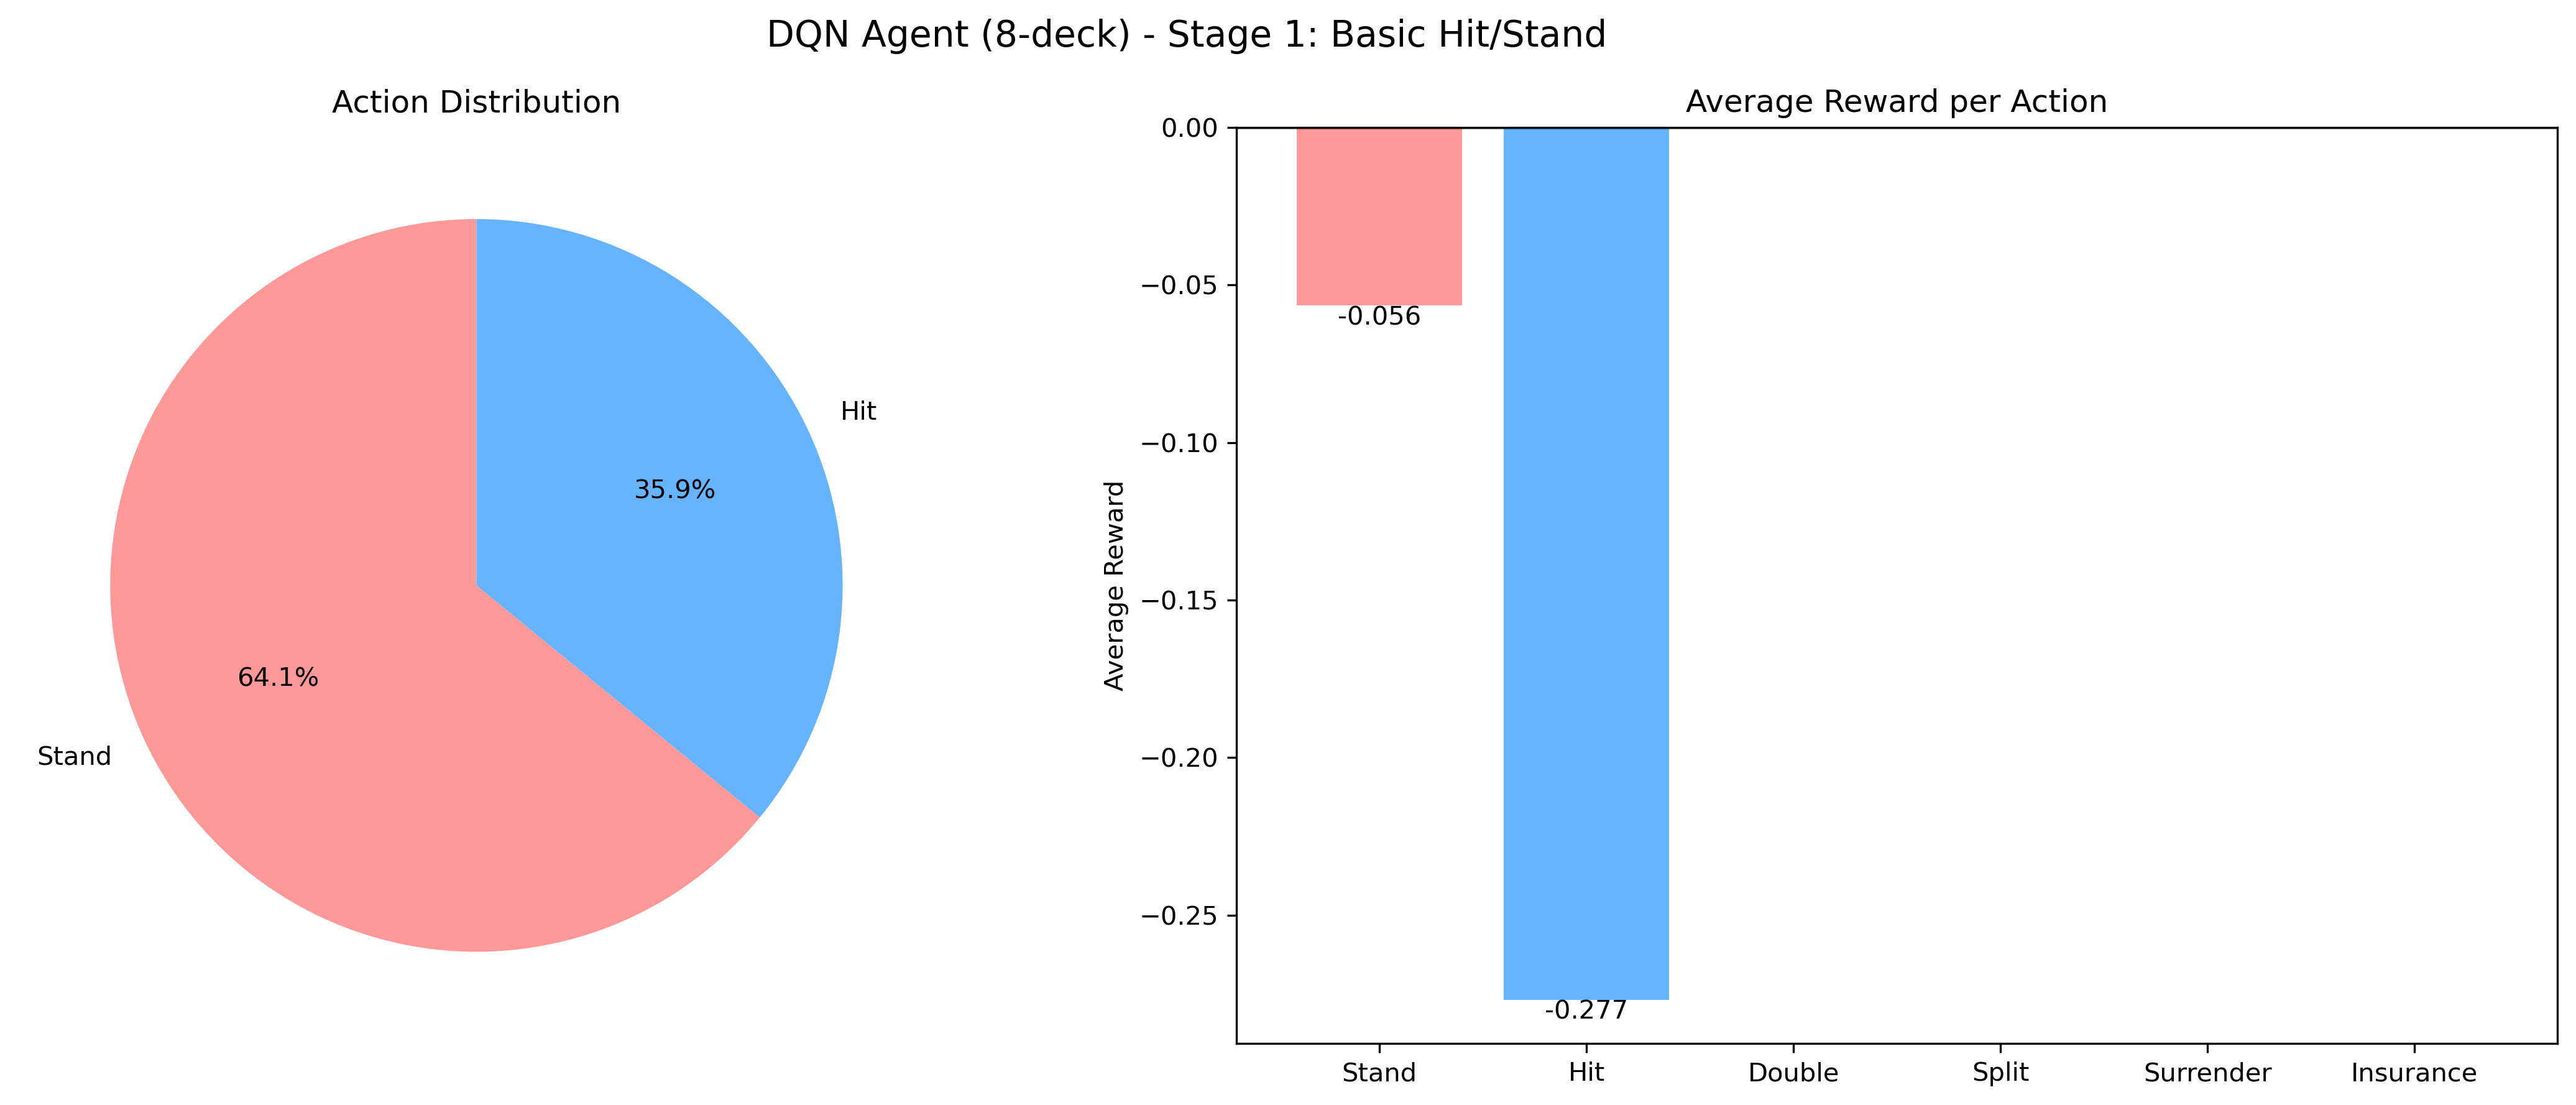 DQN Agent (8-deck) - Stage 1: Basic Hit/Stand
Action Distribution
Hit
35.9%
64.1%
Stand
Average Reward per Action
Average Reward
0.00
−0.05
−0.10
−0.15
−0.20
−0.25
-0.056
-0.277
Stand
Hit
Double
Split
Surrender
Insurance